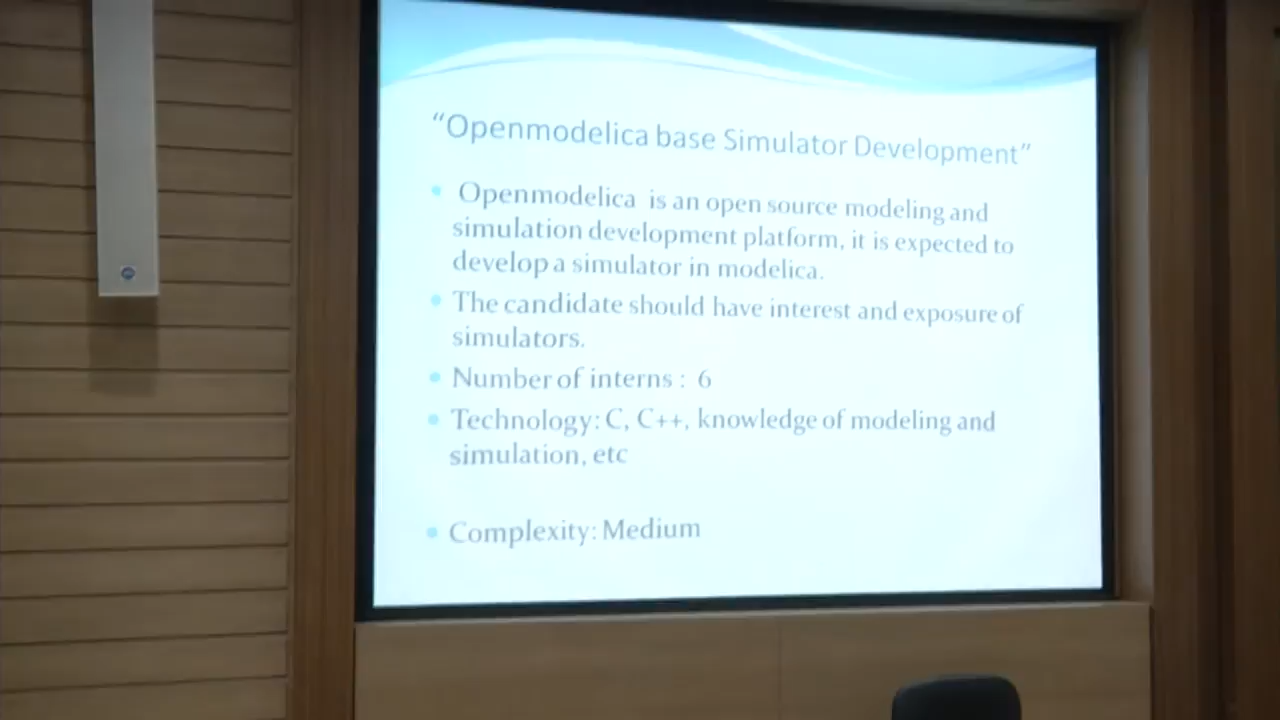 “Openmodelica base Simulator Development”
• Openmodelica is an open source modeling and
simulation development platform, it is expected to
develop a simulator in modelica.
• The candidate should have interest and exposure of
simulators.
• Number of interns : 6
• Technology: C, C++, knowledge of modeling and
simulation, etc
• Complexity: Medium